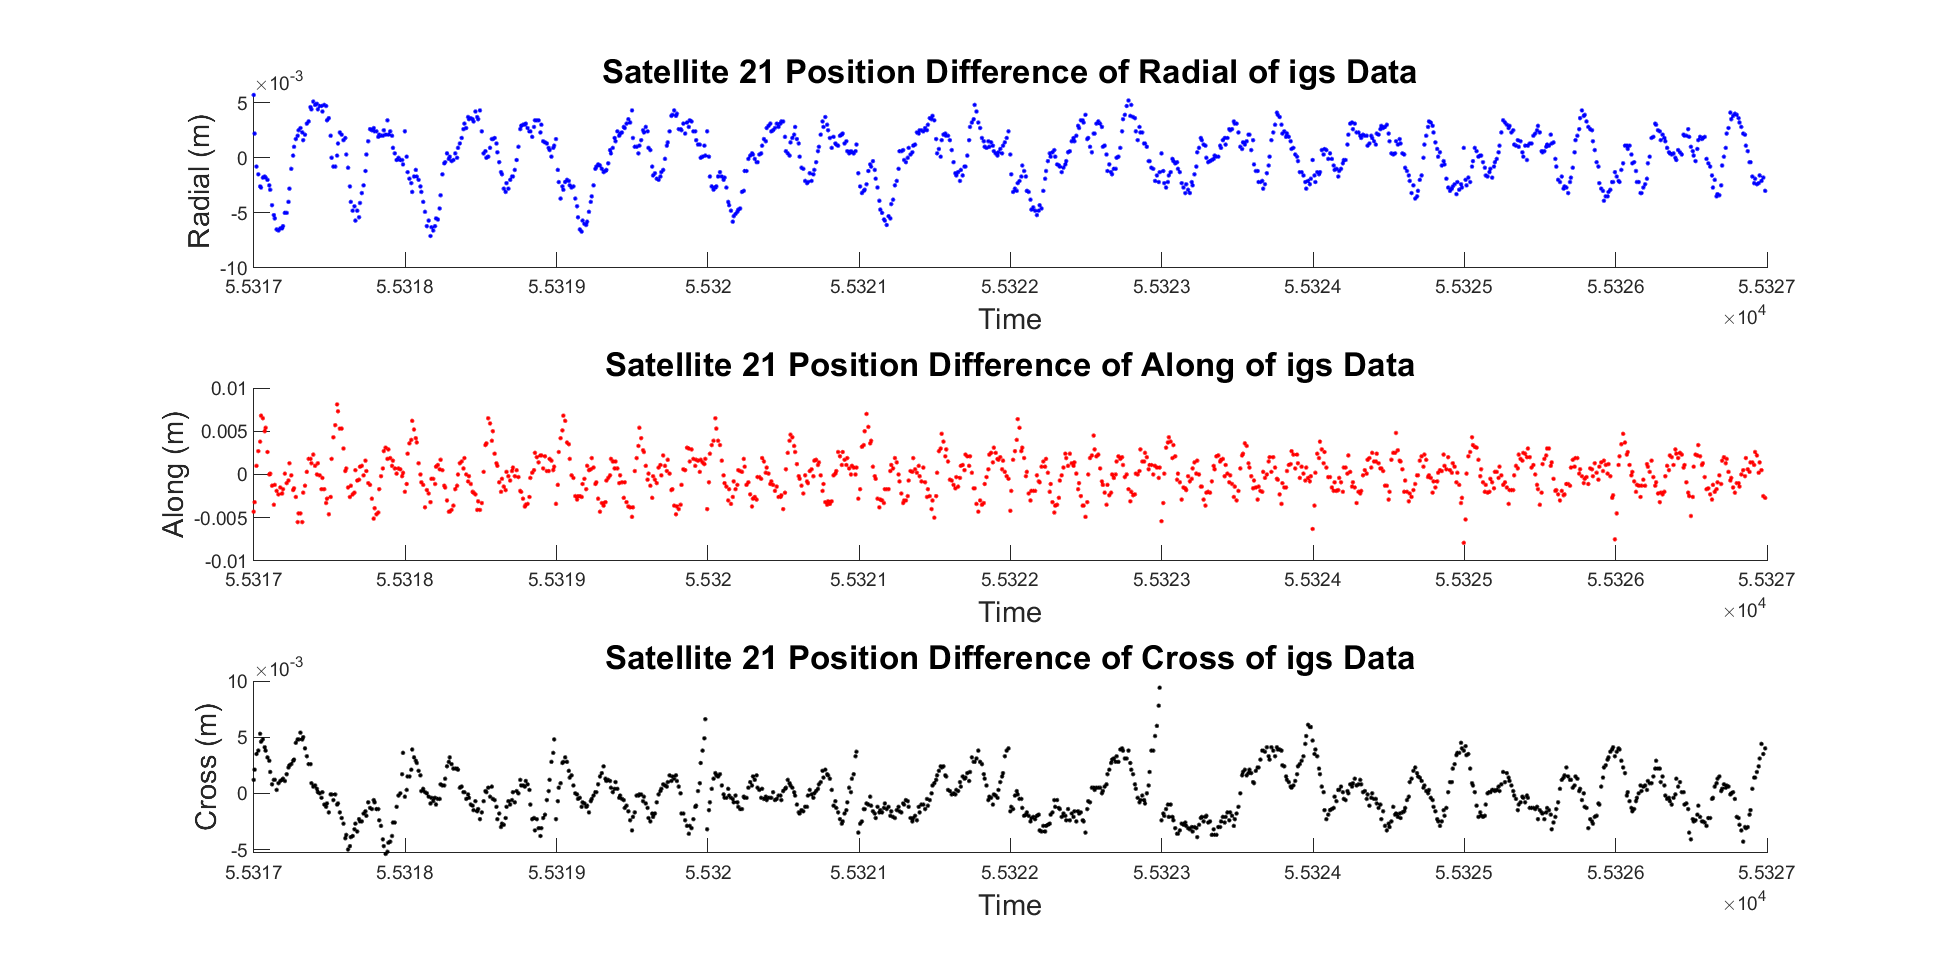 Satellite 21 Position Difference of Radial of igs Data
×10-3
5
0
-5
-10
Radial (m)
5.5317 5.5318 5.5319 5.532 5.5321 5.5322 5.5323 5.5324 5.5325 5.5326 5.5327
Time
×104
Satellite 21 Position Difference of Along of igs Data
0.01
0.005
0
-0.005
-0.01
Along (m)
5.5317 5.5318 5.5319 5.532 5.5321 5.5322 5.5323 5.5324 5.5325 5.5326 5.5327
Time
×104
Satellite 21 Position Difference of Cross of igs Data
×10-3
10
5
0
-5
Cross (m)
5.5317 5.5318 5.5319 5.532 5.5321 5.5322 5.5323 5.5324 5.5325 5.5326 5.5327
Time
×104